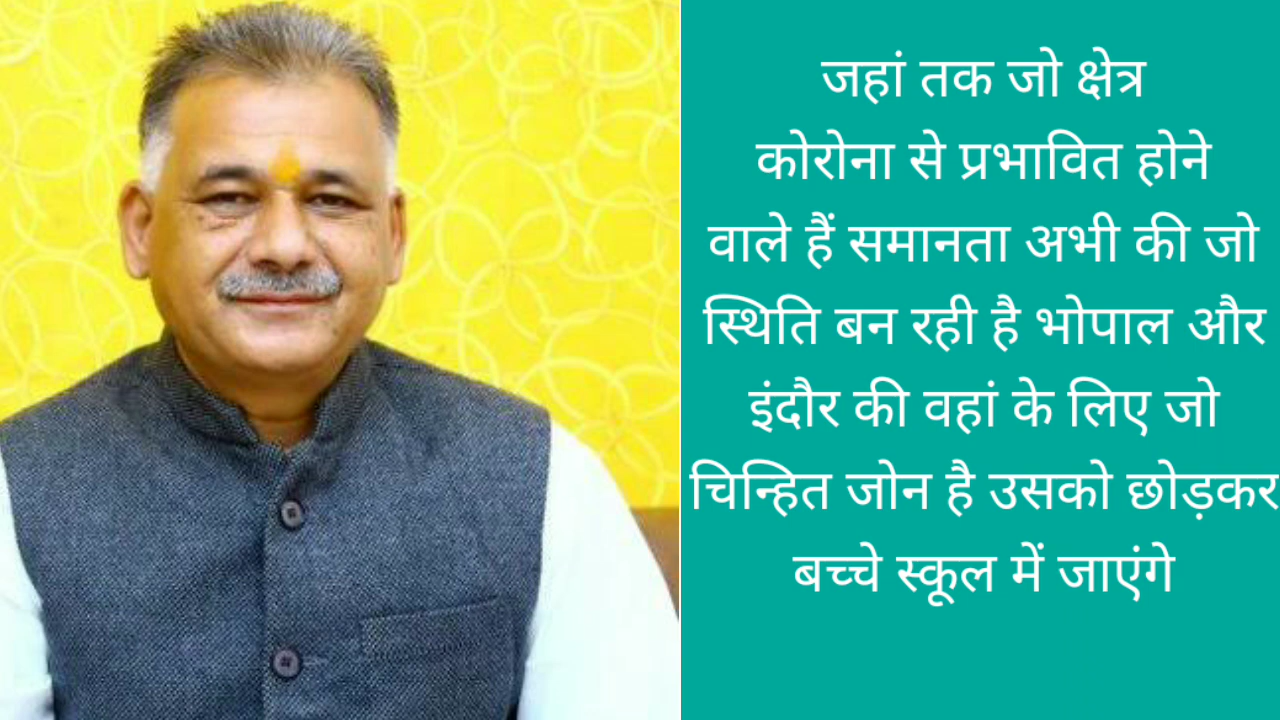 जहां तक जो क्षेत्र
कोरोना से प्रभावित होने
वाले हैं समानता अभी की जो
स्थिति बन रही है भोपाल और
इंदौर की वहां के लिए जो
चिन्हित जोन है उसको छोड़कर
बच्चे स्कूल में जाएंगे